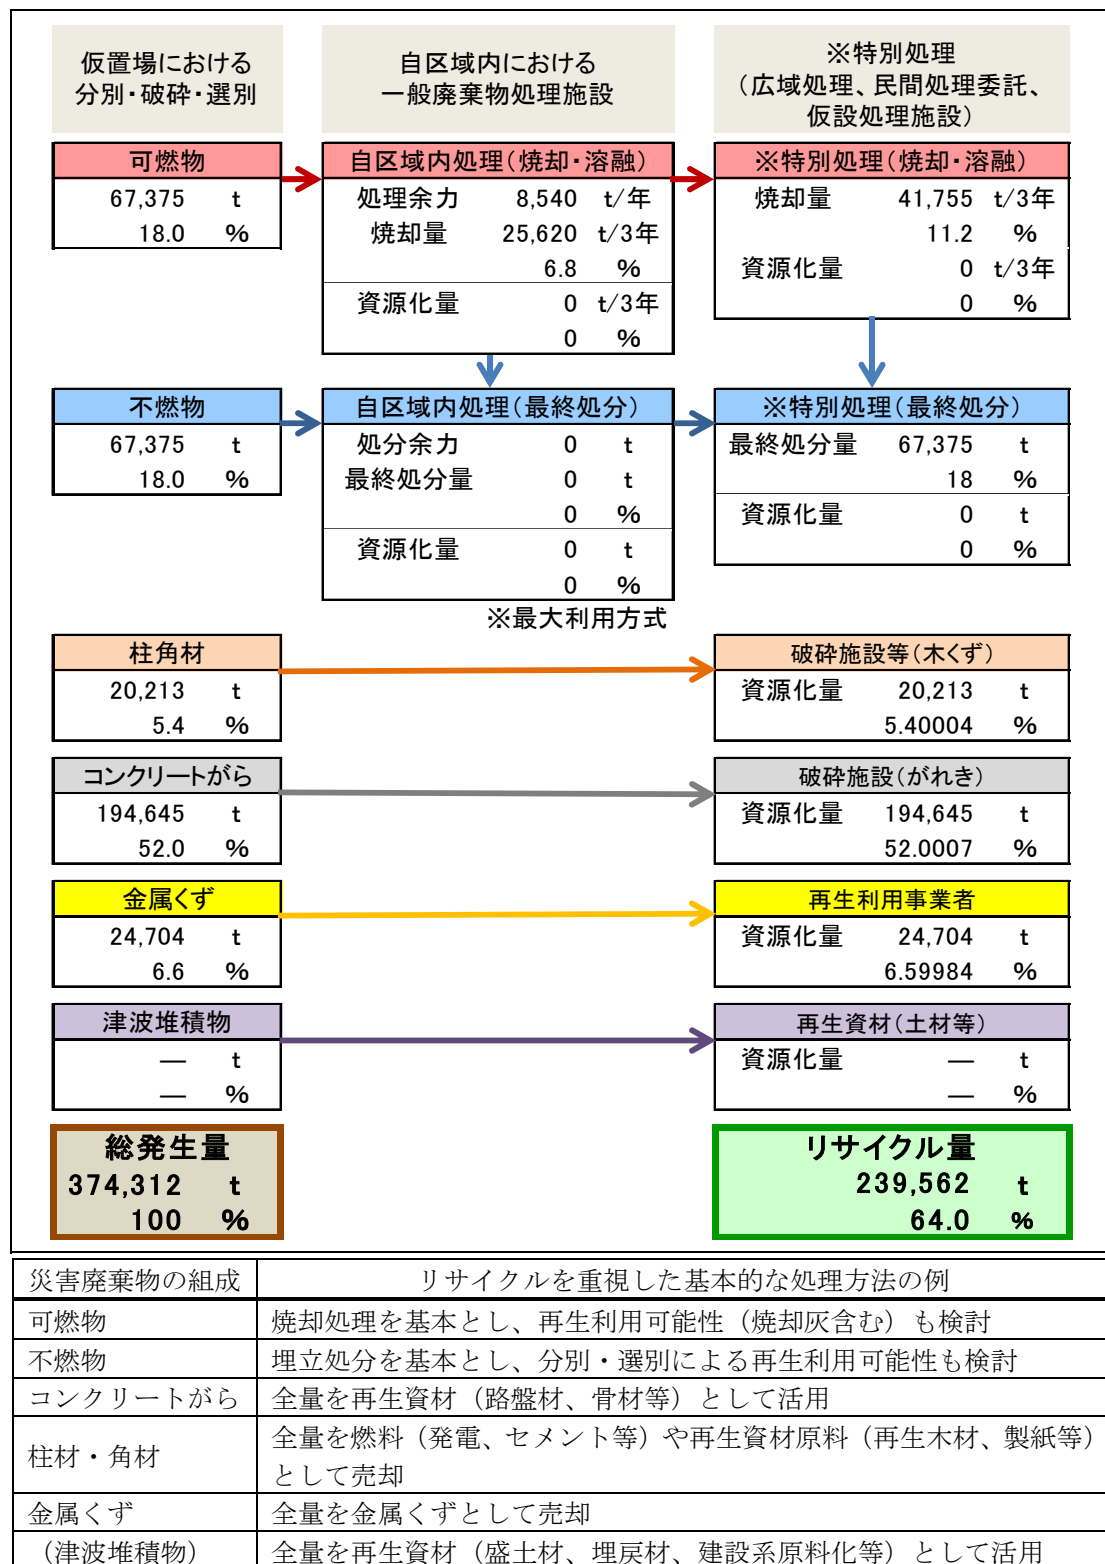 仮置場における
分別・破砕・選別
自区域内における
一般廃棄物処理施設
※特別処理
（広域処理、民間処理委託、
仮設処理施設）
可燃物
67,375 t
18.0 %
自区域内処理（焼却・溶融）
処理余力 8,540 t/年
焼却量 25,620 t/3年
6.8 %
資源化量 0 t/3年
0 %
※特別処理（焼却・溶融）
焼却量 41,755 t/3年
11.2 %
資源化量 0 t/3年
0 %
不燃物
67,375 t
18.0 %
自区域内処理（最終処分）
処分余力 0 t
最終処分量 0 t
0 %
資源化量 0 t
0 %
※最大利用方式
※特別処理（最終処分）
最終処分量 67,375 t
18 %
資源化量 0 t
0 %
柱角材
20,213 t
5.4 %
破砕施設等（木くず）
資源化量 20,213 t
5.40004 %
コンクリートがら
194,645 t
52.0 %
破砕施設（がれき）
資源化量 194,645 t
52.0007 %
金属くず
24,704 t
6.6 %
再生利用事業者
資源化量 24,704 t
6.59984 %
津波堆積物
― t
― %
再生資材（土材等）
資源化量 ― t
― %
総発生量
374,312 t
100 %
リサイクル量
239,562 t
64.0 %
災害廃棄物の組成 リサイクルを重視した基本的な処理方法の例
可燃物 焼却処理を基本とし、再生利用可能性（焼却灰含む）も検討
不燃物 埋立処分を基本とし、分別・選別による再生利用可能性も検討
コンクリートがら 全量を再生資材（路盤材、骨材等）として活用
柱材・角材 全量を燃料（発電、セメント等）や再生資材原料（再生木材、製紙等）
として売却
金属くず 全量を金属くずとして売却
（津波堆積物） 全量を再生資材（盛土材、埋戻材、建設系原料化等）として活用